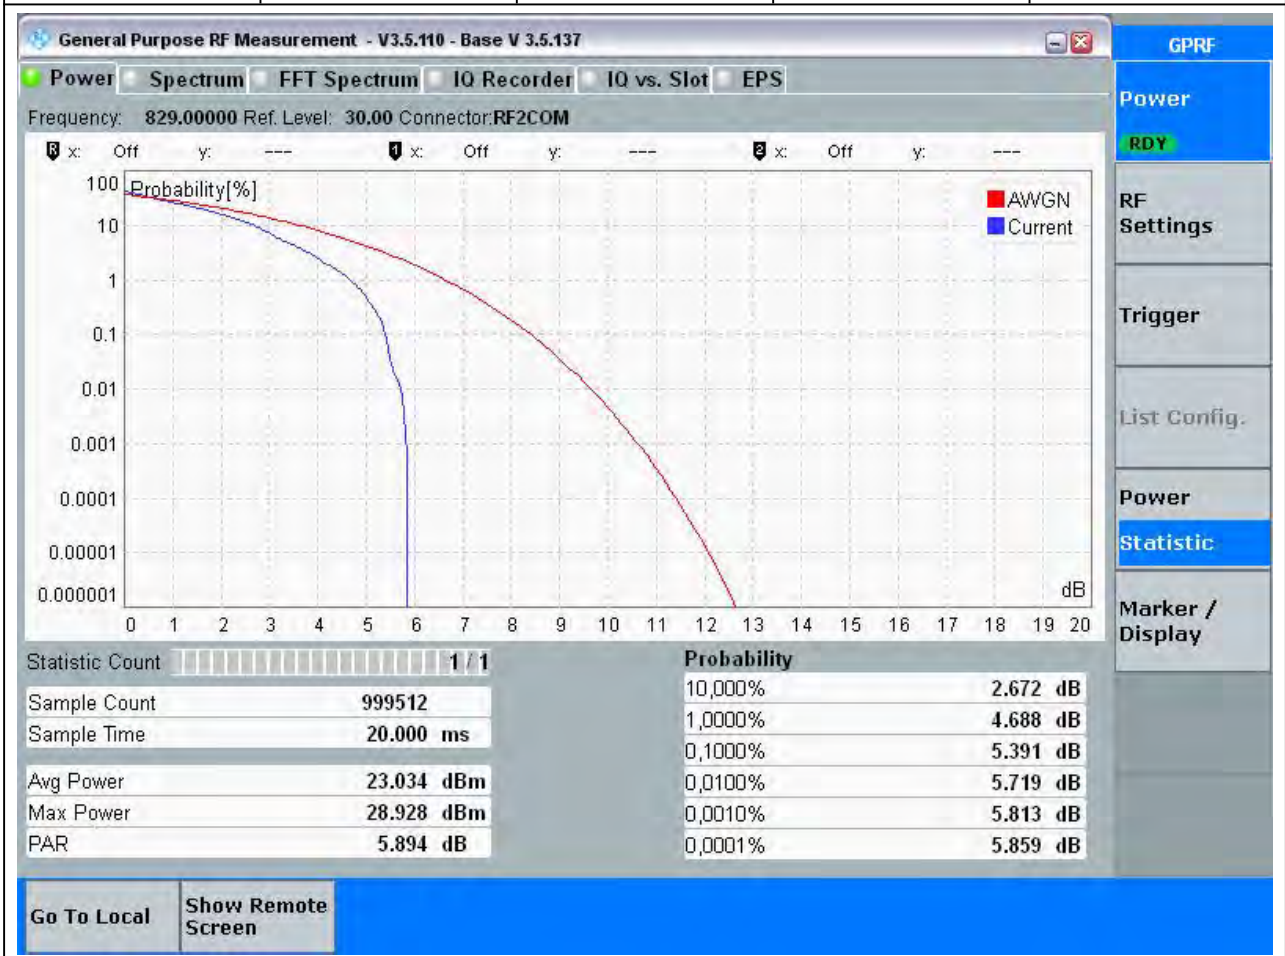 General Purpose RF Measurement - V3.5.110 - Base V 3.5.137
GPRF
Power Spectrum FFT Spectrum IQ Recorder IQ vs. Slot EPS
Frequency: 829.00000 Ref. Level: 30.00 Connector:RF2COM
R x: Off y: --- 1 x: Off y: --- 2 x: Off y: ---
Probability[%]
AWGN
Current
100
10
1
0.1
0.01
0.001
0.0001
0.00001
0.000001
dB
0 1 2 3 4 5 6 7 8 9 10 11 12 13 14 15 16 17 18 19 20
Statistic Count 1 / 1
Sample Count 999512
Sample Time 20.000 ms
Avg Power 23.034 dBm
Max Power 28.928 dBm
PAR 5.894 dB
Probability
10,000% 2.672 dB
1,0000% 4.688 dB
0,1000% 5.391 dB
0,0100% 5.719 dB
0,0010% 5.813 dB
0,0001% 5.859 dB
Power
RDY
RF
Settings
Trigger
List Config.
Power
Statistic
Marker /
Display
Go To Local
Show Remote
Screen